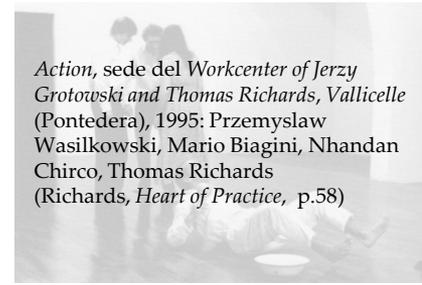 Action, sede del Workcenter of Jerzy
Grotowski and Thomas Richards, Vallicelle
(Pontedera), 1995: Przemyslaw
Wasilkowski, Mario Biagini, Nhandan
Chirco, Thomas Richards
(Richards, Heart of Practice, p.58)